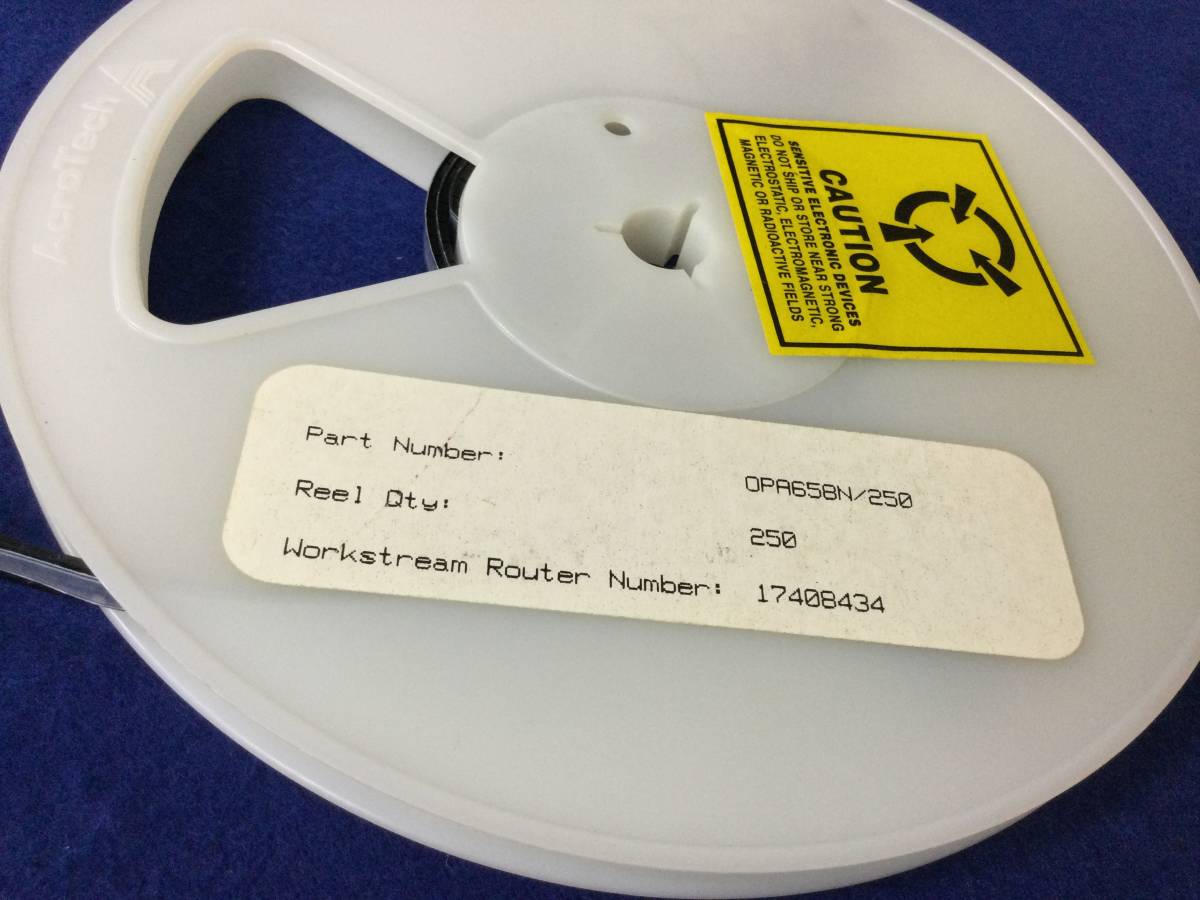 CAUTION
SENSITIVE ELECTRONIC DEVICES
DO NOT SHIP OR STORE NEAR STRONG
ELECTROSTATIC, ELECTROMAGNETIC,
MAGNETIC OR RADIOACTIVE FIELDS
Part Number: OPA658N/250
Reel Qty: 250
Workstream Router Number: 17408434